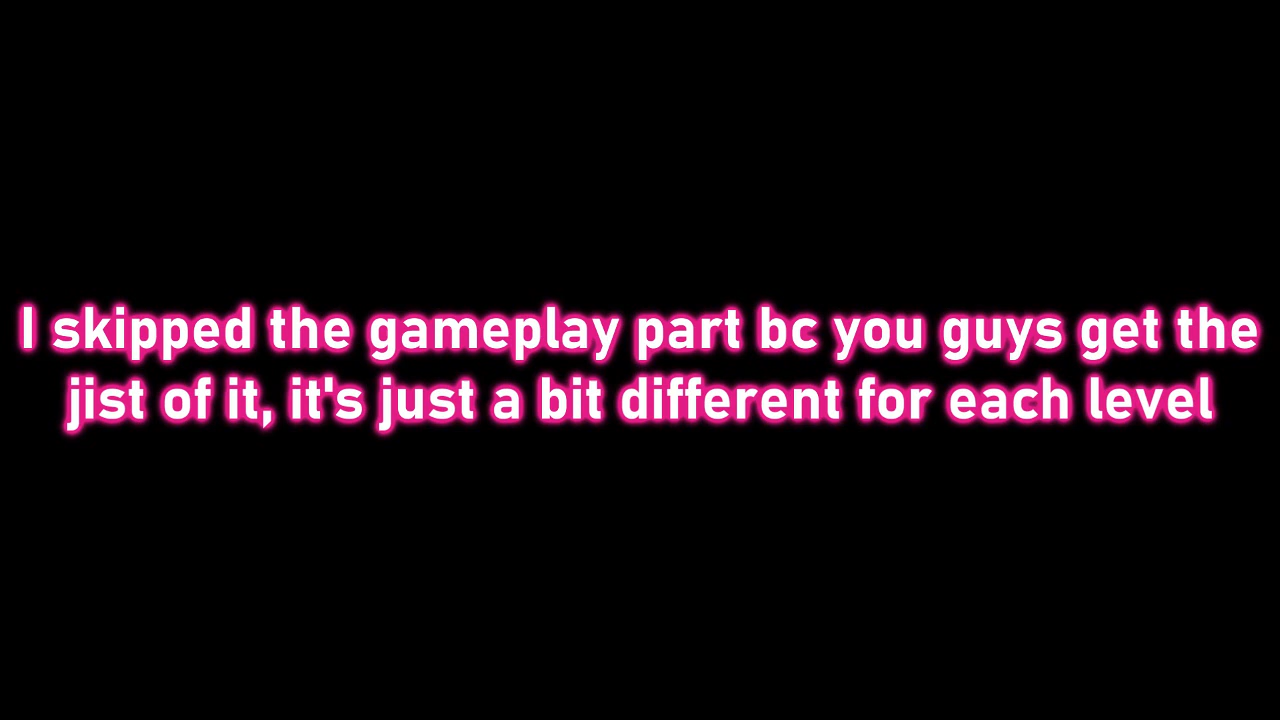 I skipped the gameplay part bc you guys get the
jist of it, it's just a bit different for each level